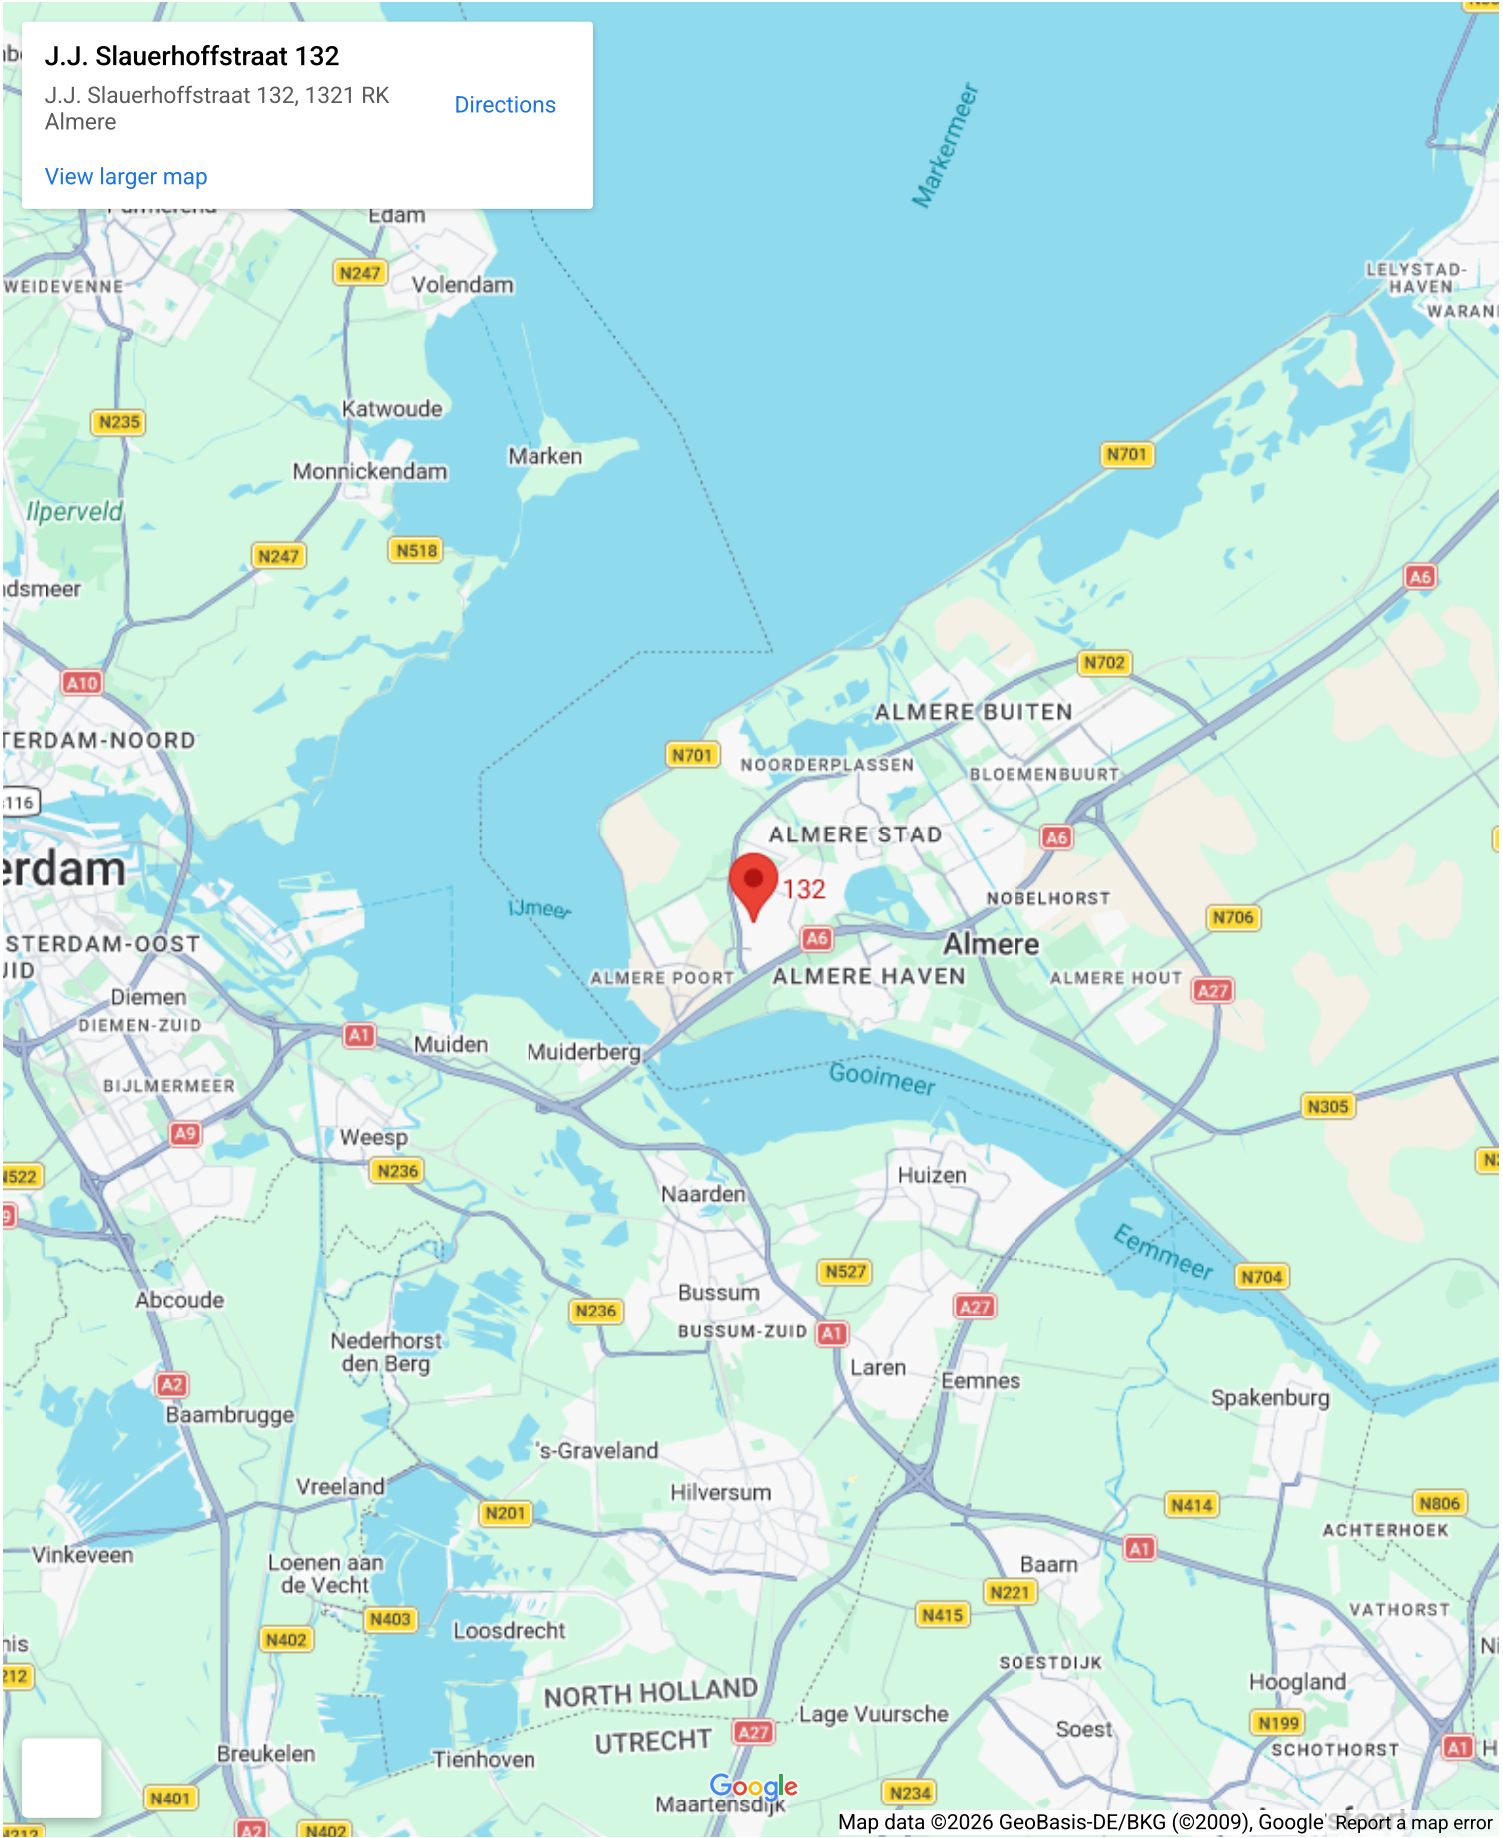 J.J. Slauerhoffstraat 132
J.J. Slauerhoffstraat 132, 1321 RK
Almere
Directions
View larger map
Markermeer
Edam
N247
Volendam
WEIDEVENNE
LELYSTAD-
HAVEN
N235
Katwoude
Monnickendam
Marken
N701
Ilperveld
N247
N518
A6
A10
N702
ALMERE BUITEN
N701
NOORDERPLASSEN
BLOEMENBUURT
ALMERE STAD
A6
132
NOBELHORST
IJmeer
N706
A6
Almere
ALMERE POORT
ALMERE HAVEN
ALMERE HOUT
A27
Diemen
DIEMEN-ZUID
A1
Muiden
Muiderberg
Gooimeer
BIJLMERMEER
N305
A9
Weesp
N236
Huizen
Naarden
Eemmeer
N527
N704
Abcoude
Bussum
N236
A27
BUSSUM-ZUID
A1
Nederhorst
den Berg
Laren
Eemnes
A2
Spakenburg
Baambrugge
's-Graveland
Vreeland
Hilversum
N201
N414
N806
ACHTERHOEK
Vinkeveen
A1
Loenen aan
de Vecht
Baarn
N221
N403
N415
VATHORST
N402
Loosdrecht
SOESTDIJK
Hoogland
NORTH HOLLAND
UTRECHT
A27
Lage Vuursche
N199
Soest
SCHOTHORST
A1
Breukelen
Tienhoven
Google
N401
N234
Maartensdijk
A2
N402
Map data ©2026 GeoBasis-DE/BKG (©2009), Google
Report a map error